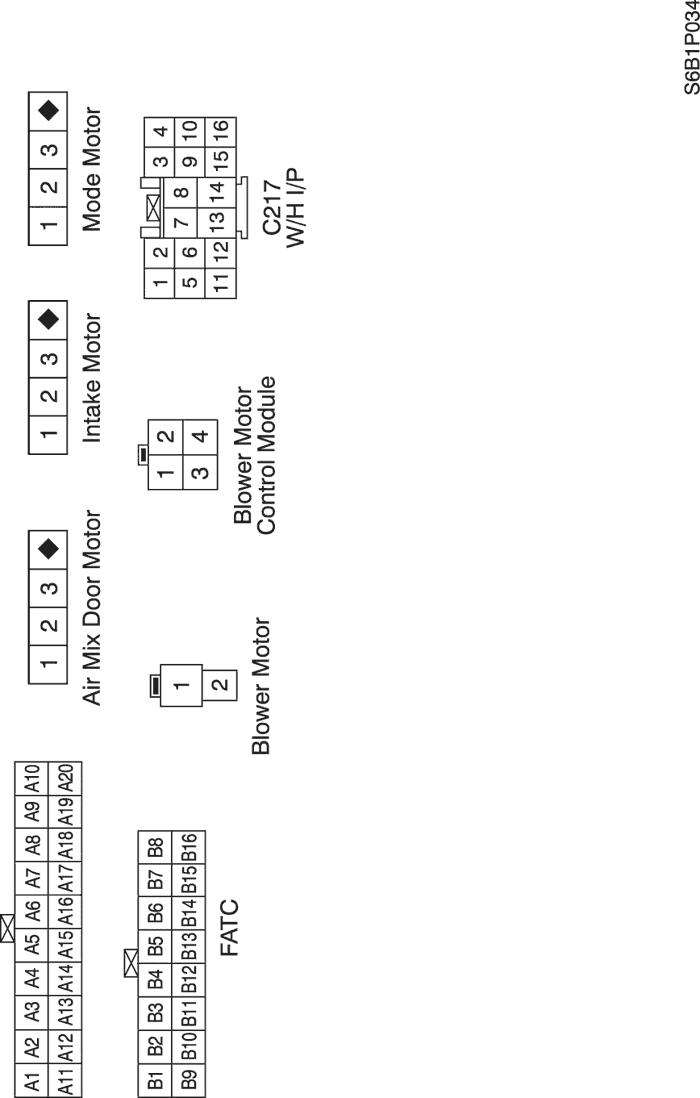 S6B1P034
A1 A2 A3 A4 A5 A6 A7 A8 A9 A10
A11 A12 A13 A14 A15 A16 A17 A18 A19 A20
1 2 3
Air Mix Door Motor
1 2 3
Intake Motor
1 2 3
Mode Motor
B1 B2 B3 B4 B5 B6 B7 B8
B9 B10 B11 B12 B13 B14 B15 B16
FATC
1
2
Blower Motor
1 2
3 4
Blower Motor
Control Module
1 2 3 4
5 6 7 8 9 10
11 12 13 14 15 16
C217
W/H I/P